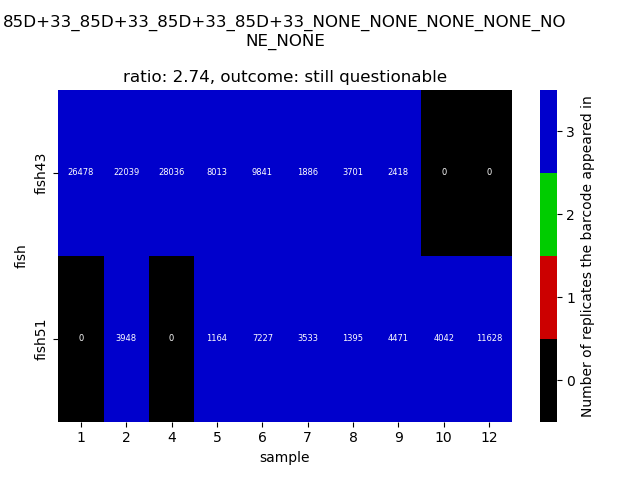 85D+33_85D+33_85D+33_85D+33_NONE_NONE_NONE_NONE_NO
NE_NONE
ratio: 2.74, outcome: still questionable
fish
fish43
26478 22039 28036 8013 9841 1886 3701 2418 0 0
fish51
0 3948 0 1164 7227 3533 1395 4471 4042 11628
1 2 4 5 6 7 8 9 10 12
sample
3
2
1
0
Number of replicates the barcode appeared in